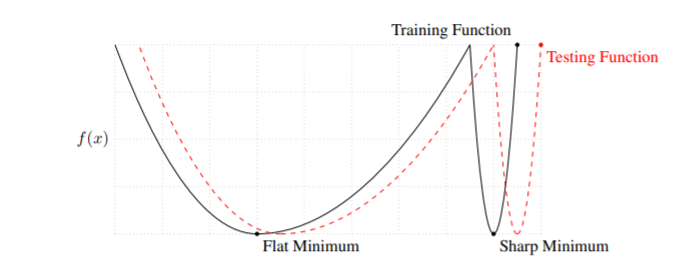 Training Function
Testing Function
f(x)
Flat Minimum
Sharp Minimum